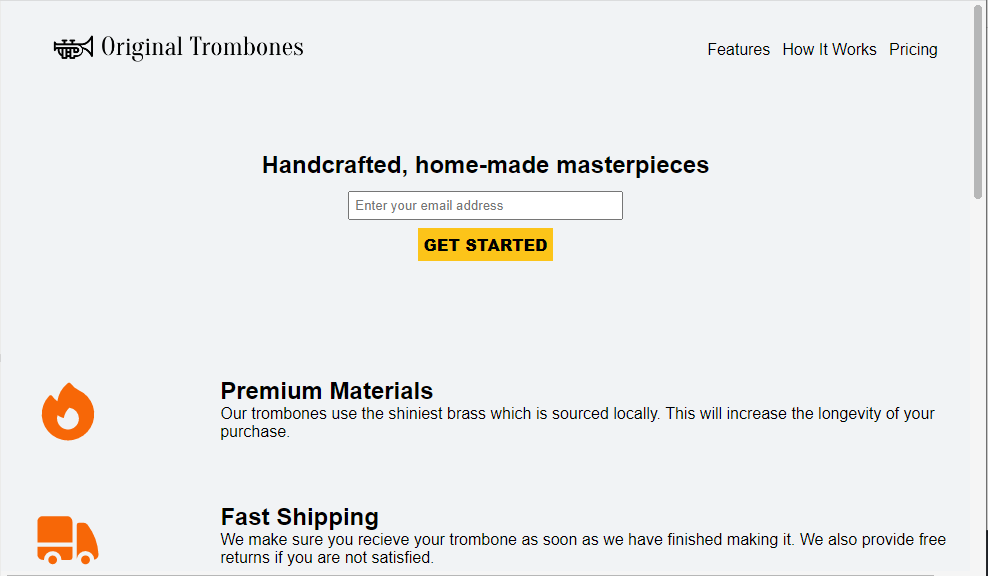 Original Trombones
Features How It Works Pricing
Handcrafted, home-made masterpieces
Enter your email address
GET STARTED
Premium Materials
Our trombones use the shiniest brass which is sourced locally. This will increase the longevity of your
purchase.
Fast Shipping
We make sure you recieve your trombone as soon as we have finished making it. We also provide free
returns if you are not satisfied.